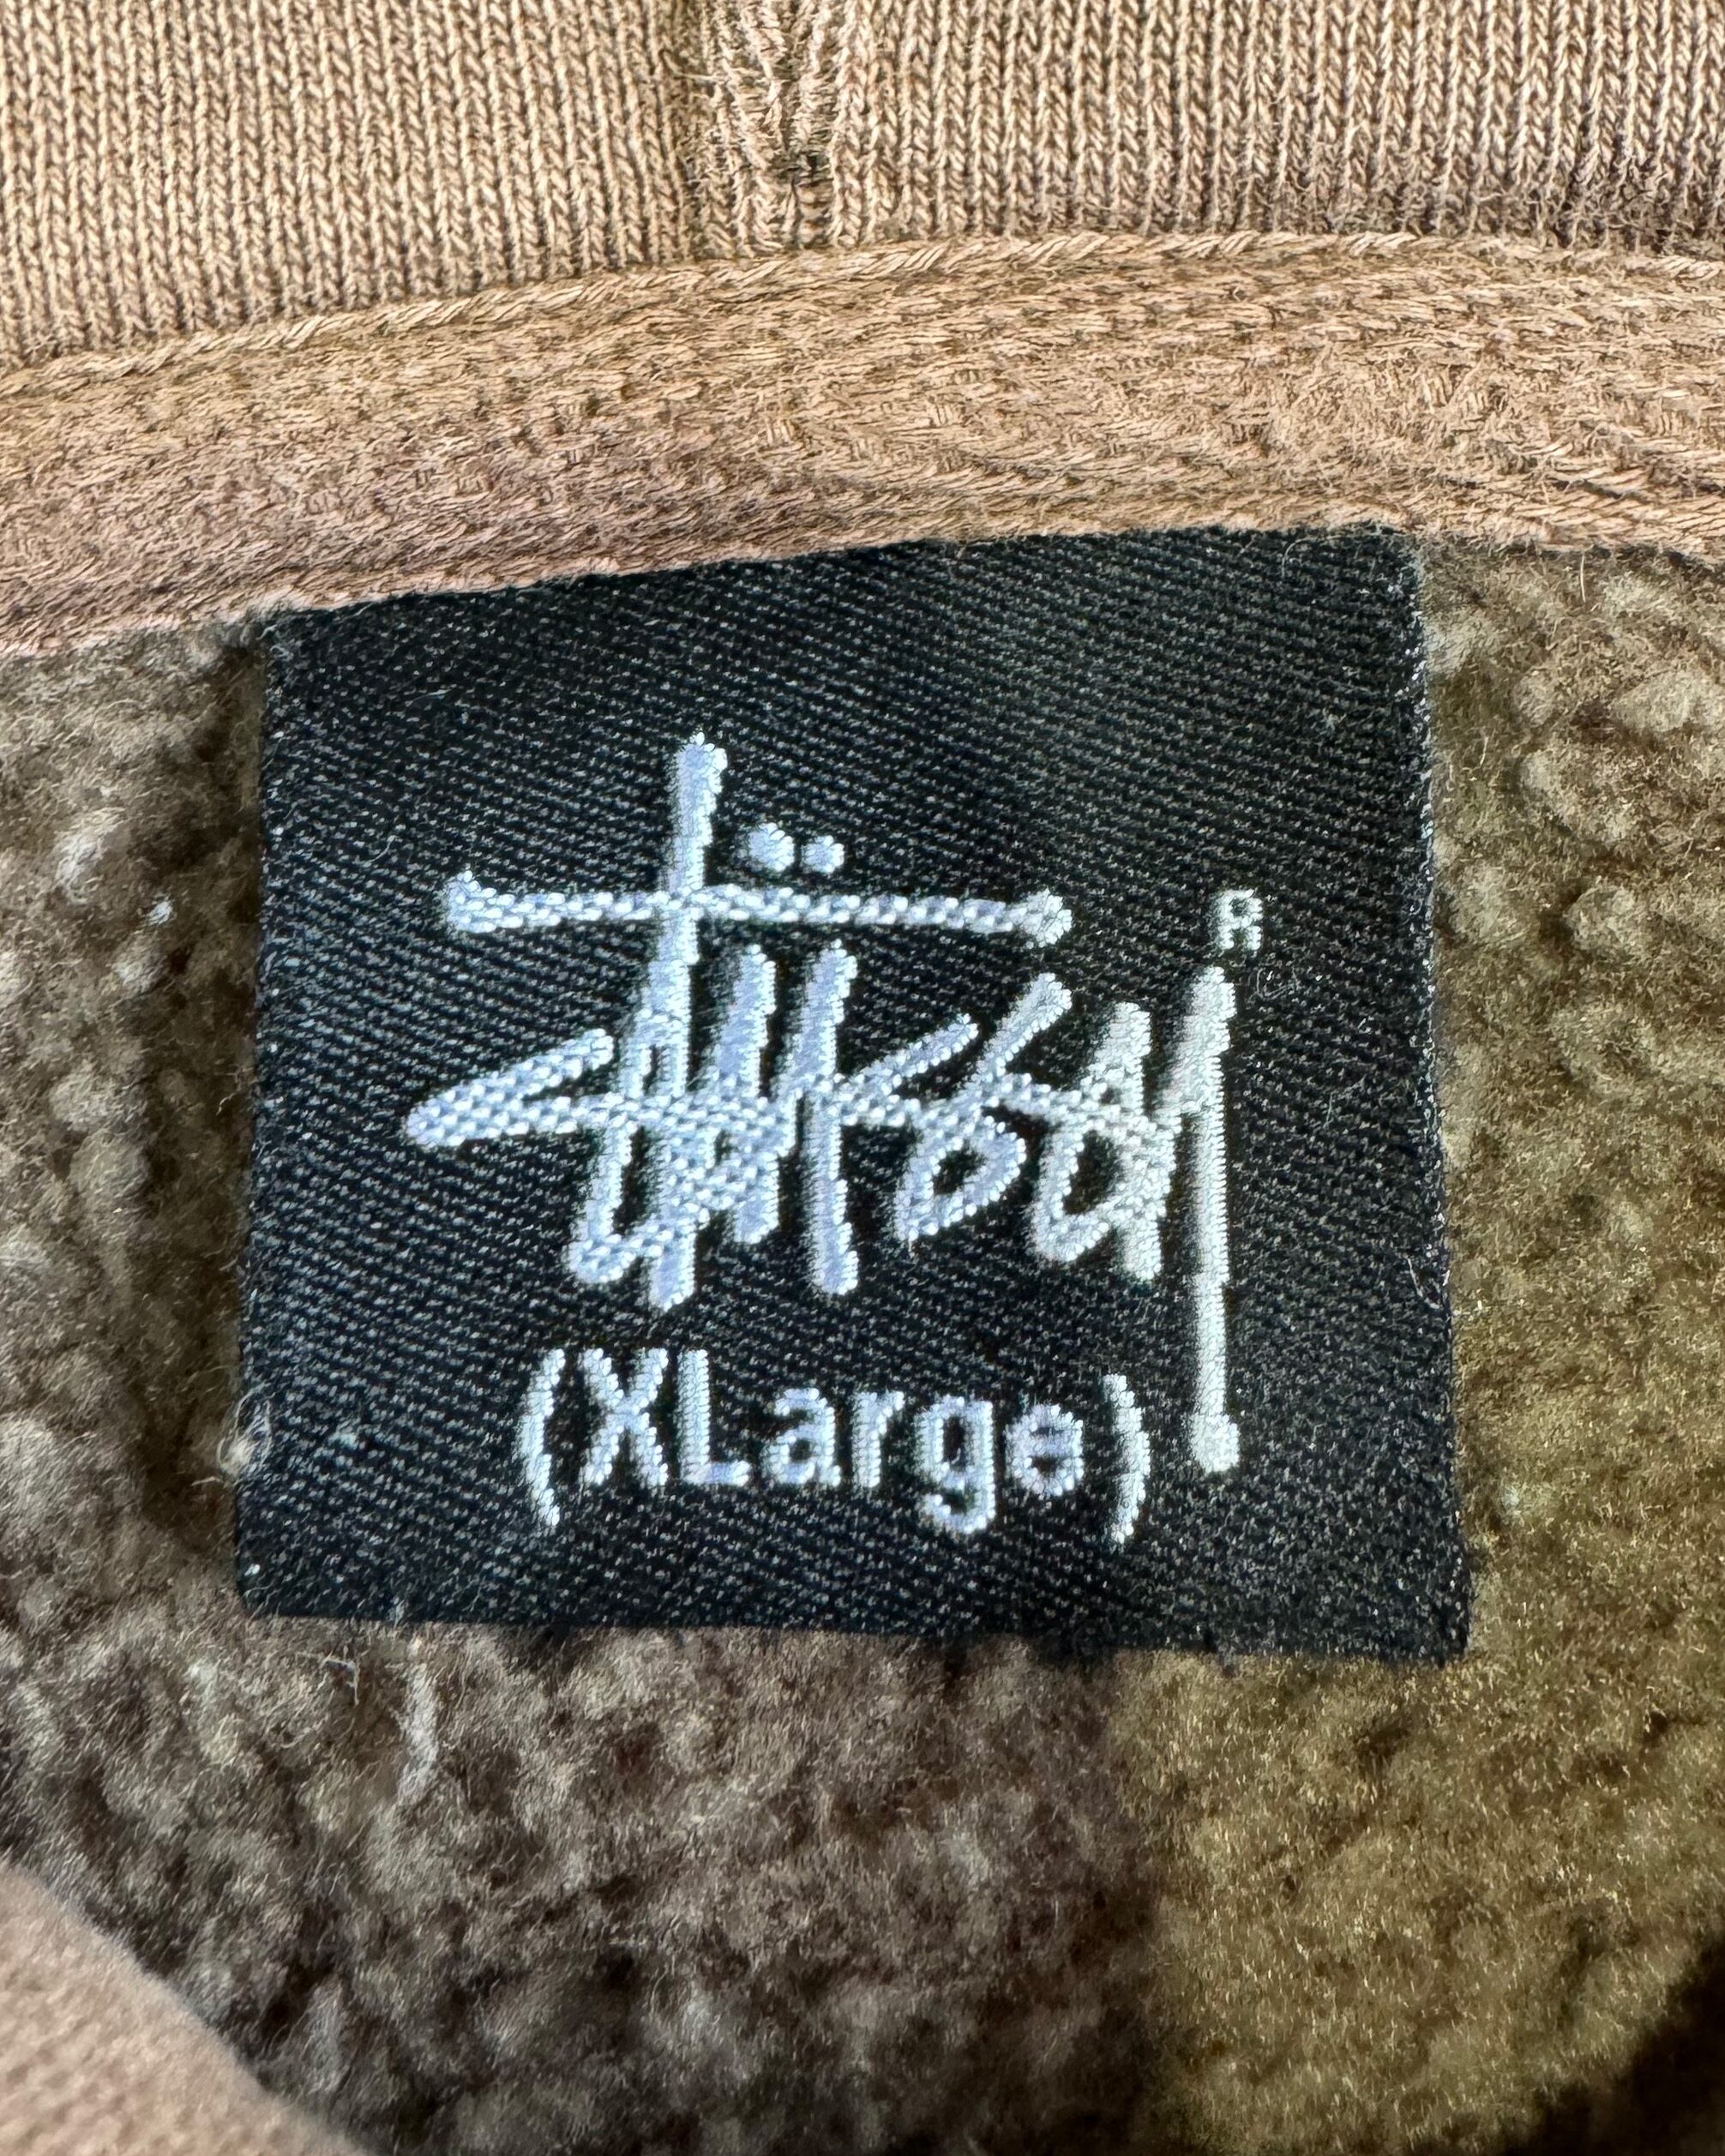 Stüssy ®
(XLarge)